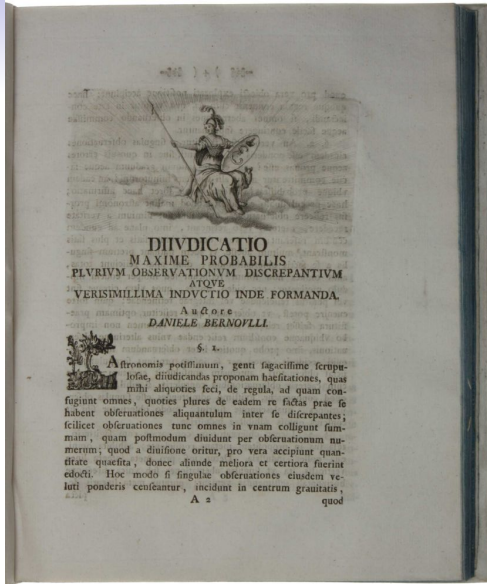 DIIVDICATIO
MAXIME PROBABILIS
PLVRIVM OBSERVATIONVM DISCREPANTIVM
ATQVE
VERISIMILLIMA INDVCTIO INDE FORMANDA.
Auctore
DANIELE BERNOVLLI.
§. 1.
Astronomis potissimum, genti sagacissime scrupu-
losae, diiudicandas proponam haesitationes, quas
mihi aliquoties feci, de regula, ad quam con-
fugiunt omnes, quoties plures de eadem re factas prae se
habent obseruationes aliquantulum inter se discrepantes;
scilicet obseruationes tunc omnes in vnam colligunt sum-
mam, quam postmodum diuidunt per obseruationum nu-
merum; quod a diuisione oritur, pro vera accipiunt quan-
titate quaesita, donec aliunde meliora et certiora fuerint
edocti. Hoc modo si singulae obseruationes eiusdem ve-
luti ponderis censeantur, incidunt in centrum grauitatis,
A 2 quod